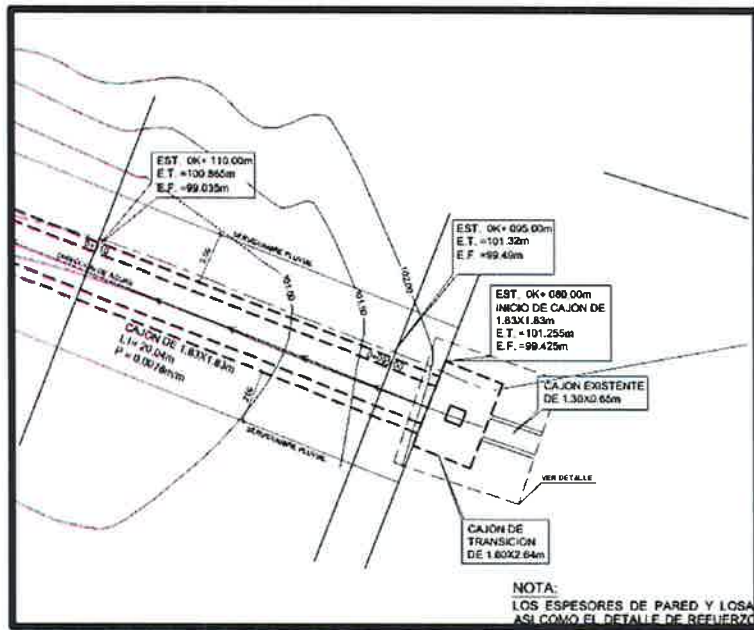 EST. 0K+ 110.00m
E.T. =100.865m
E.F. =99.035m
SERVIDUMBRE PLUVIAL
EST. 0K+ 095.00m
E.T. =101.32m
E.F. =99.49m
102.00
101.50
101.00
EST. 0K+ 080.00m
INICIO DE CAJON DE
1.83X1.83m
E.T. =101.255m
E.F. =99.425m
CAJON DE 1.83X1.83m
P = 0.0078m/m
CAJON EXISTENTE
DE 1.30X0.65m
SERVIDUMBRE PLUVIAL
VER DETALLE
CAJON DE
TRANSICION
DE 1.60X2.64m
NOTA:
LOS ESPESORES DE PARED Y LOSA
ASI COMO EL DETALLE DE REFUERZO